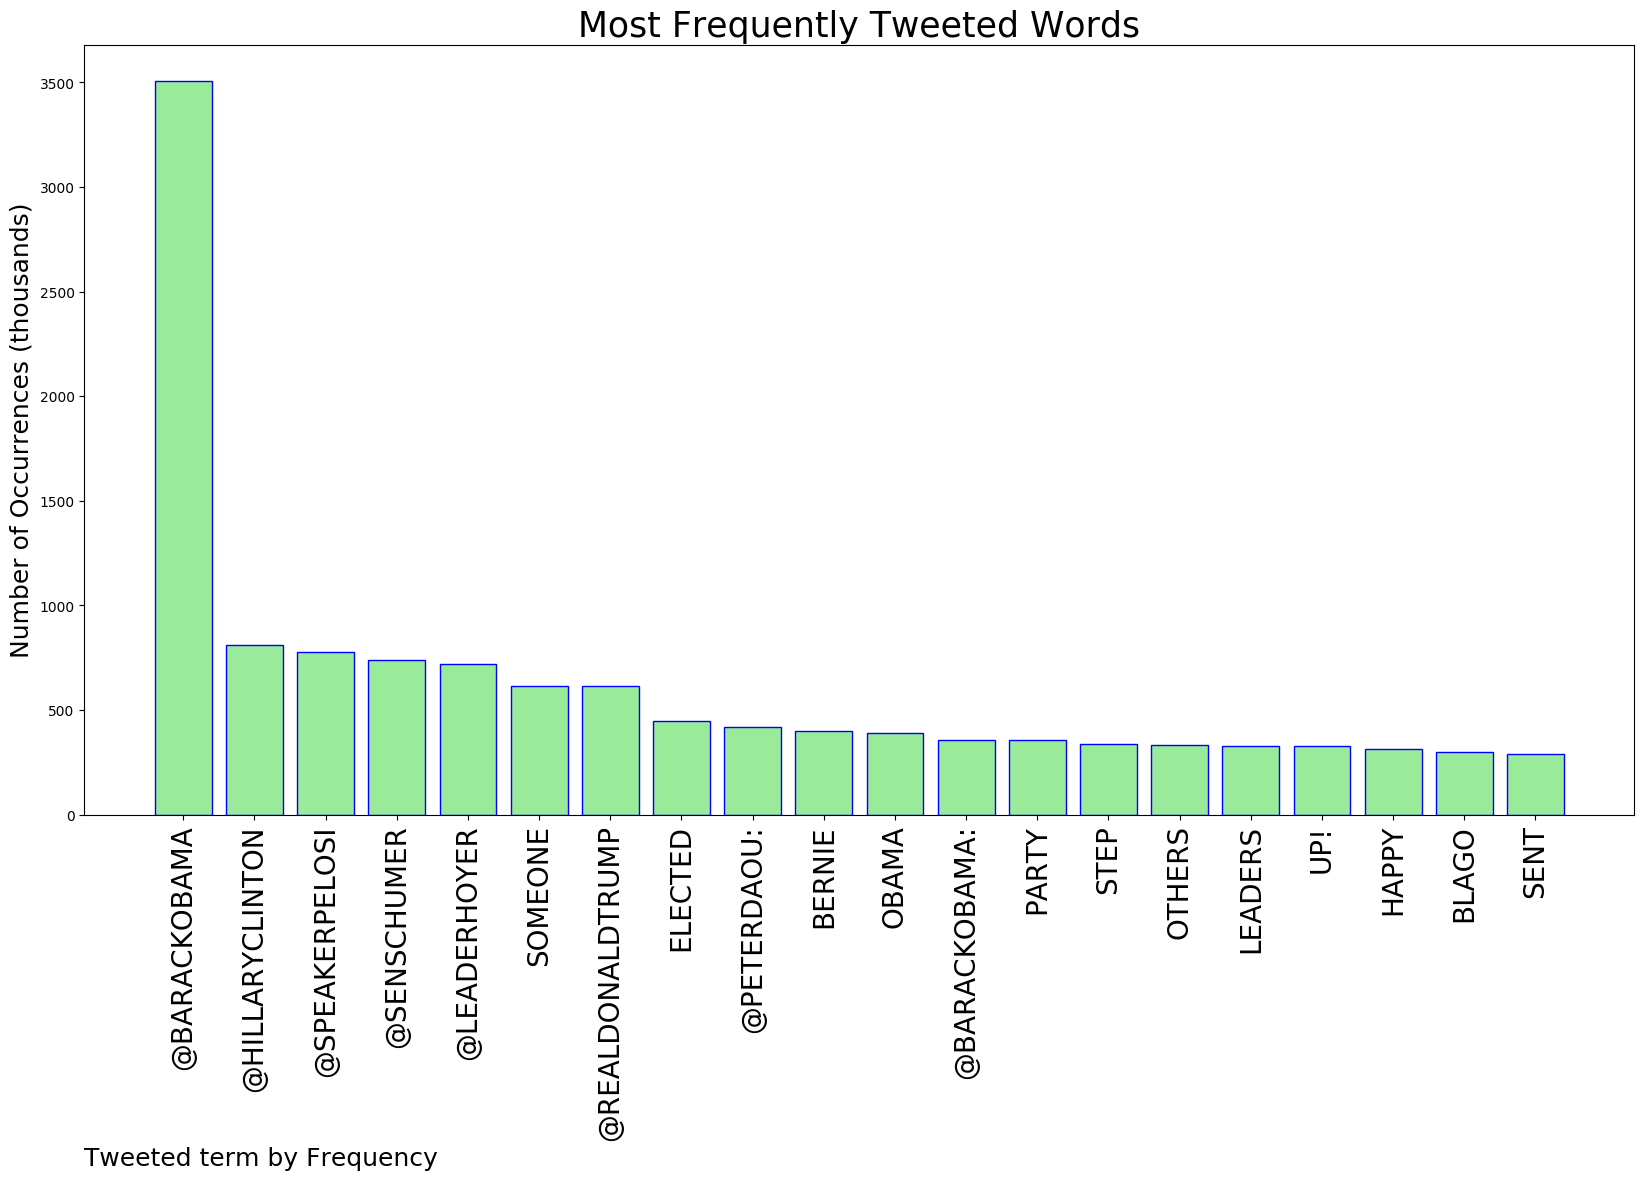 Most Frequently Tweeted Words
Number of Occurrences (thousands)
3500
3000
2500
2000
1500
1000
500
0
@BARACKOBAMA
@HILLARYCLINTON
@SPEAKERPELOSI
@SENSCHUMER
@LEADERHOYER
SOMEONE
@REALDONALDTRUMP
ELECTED
@PETERDAOU:
BERNIE
OBAMA
@BARACKOBAMA:
PARTY
STEP
OTHERS
LEADERS
UP!
HAPPY
BLAGO
SENT
Tweeted term by Frequency